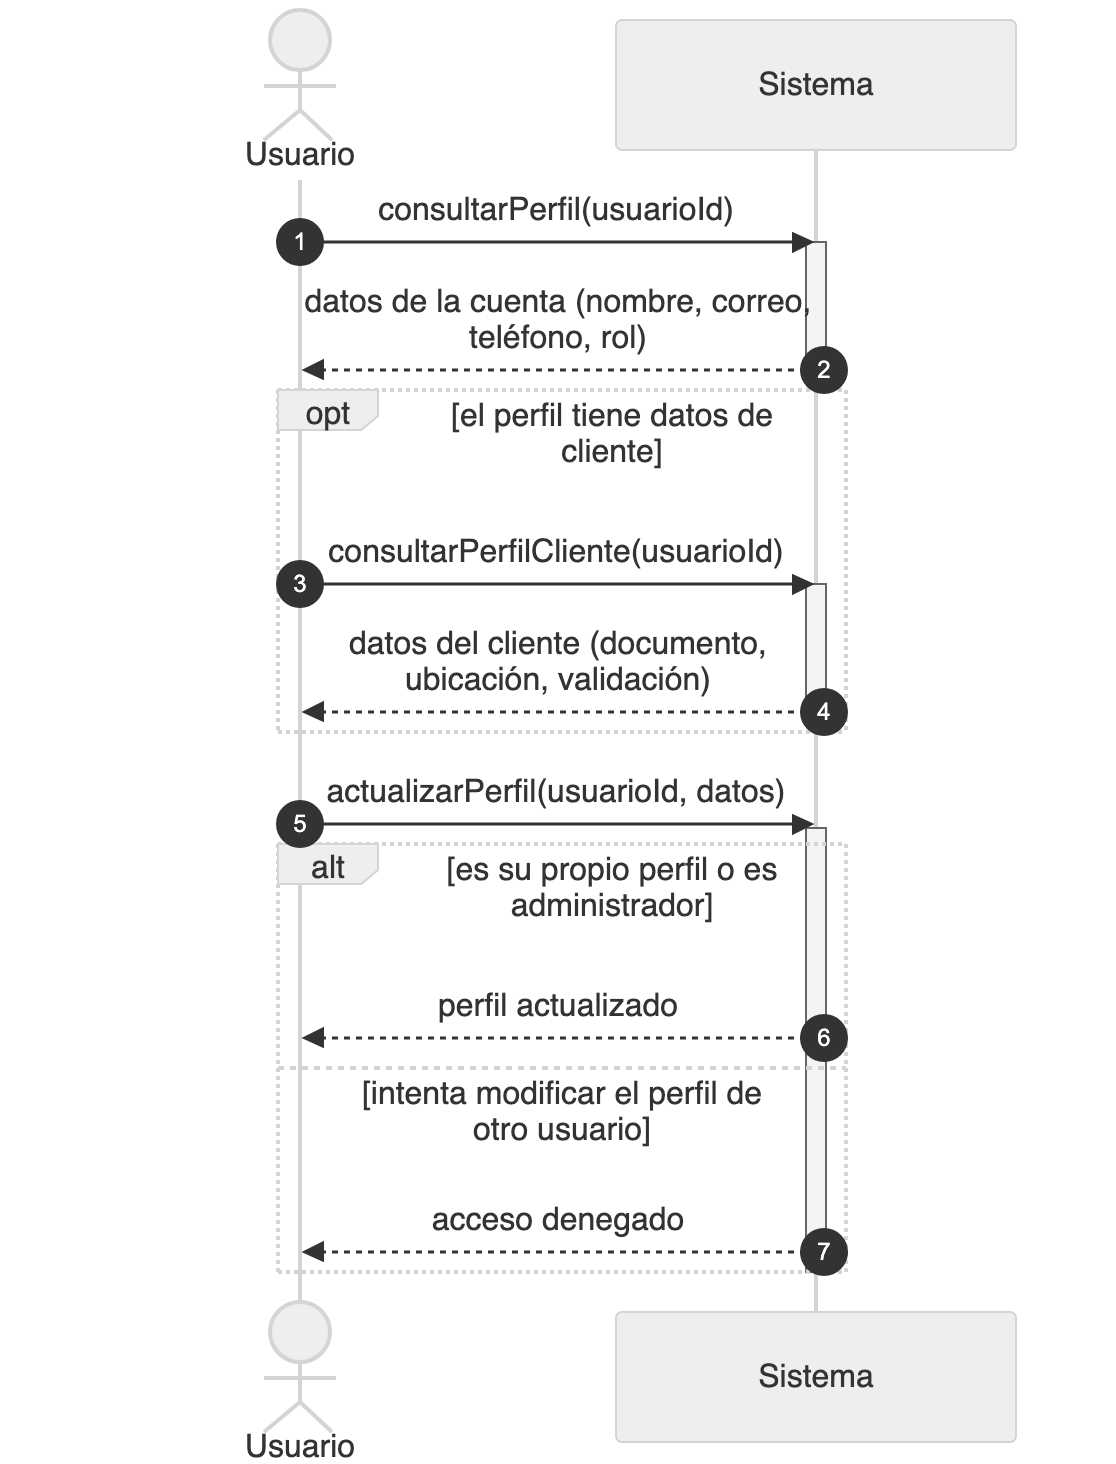 Usuario
Sistema
consultarPerfil(usuarioId)
1
datos de la cuenta (nombre, correo,
teléfono, rol)
2
opt
[el perfil tiene datos de
cliente]
consultarPerfilCliente(usuarioId)
3
datos del cliente (documento,
ubicación, validación)
4
actualizarPerfil(usuarioId, datos)
5
alt
[es su propio perfil o es
administrador]
perfil actualizado
6
[intenta modificar el perfil de
otro usuario]
acceso denegado
7
Usuario
Sistema